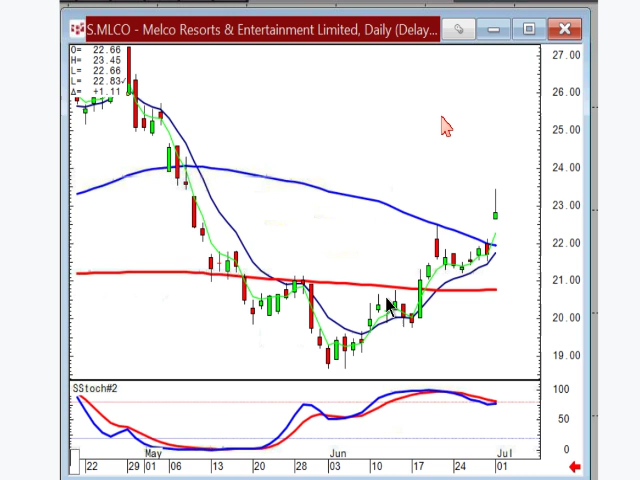 S.MLCO - Melco Resorts & Entertainment Limited, Daily (Delay...
O= 22.66
H= 23.45
L= 22.66
L= 22.83
Δ= +1.11
27.00
26.00
25.00
24.00
23.00
22.00
21.00
20.00
19.00
SStoch#2
100
50
0
May Jun Jul
22 29 01 06 13 20 28 03 10 17 24 01